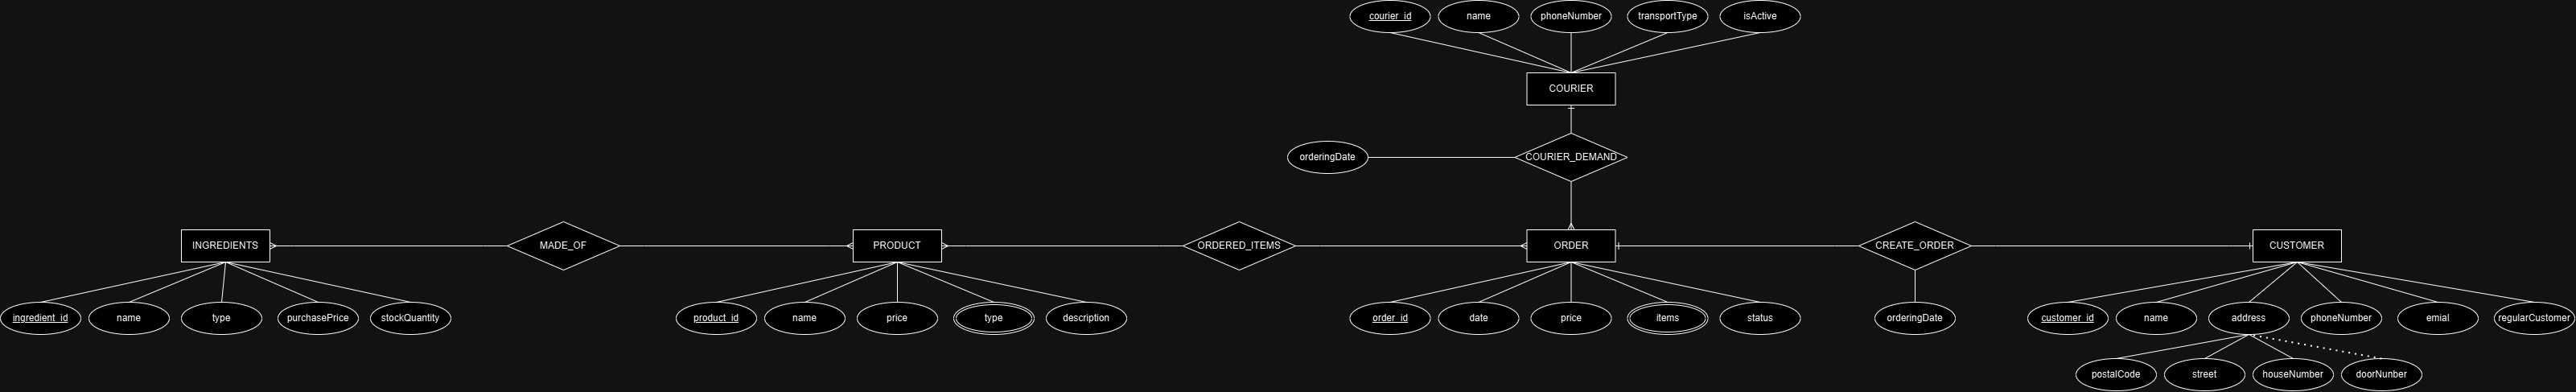 courier_id
name
phoneNumber
transportType
isActive
COURIER
orderingDate
COURIER_DEMAND
INGREDIENTS
MADE_OF
PRODUCT
ORDERED_ITEMS
ORDER
CREATE_ORDER
CUSTOMER
ingredient_id
name
type
purchasePrice
stockQuantity
product_id
name
price
type
description
order_id
date
price
items
status
orderingDate
customer_id
name
address
phoneNumber
emial
regularCustomer
postalCode
street
houseNumber
doorNunber